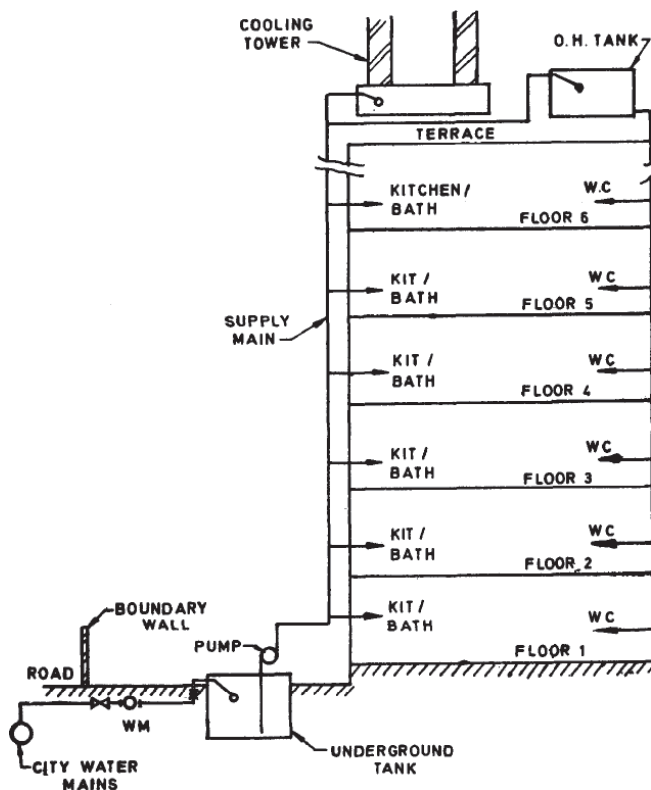 COOLING
TOWER
O.H. TANK
TERRACE
KITCHEN/
BATH
W.C
FLOOR 6
KIT/
BATH
WC
FLOOR 5
SUPPLY
MAIN
KIT/
BATH
WC
FLOOR 4
KIT/
BATH
WC
FLOOR 3
KIT/
BATH
WC
FLOOR 2
BOUNDARY
WALL
KIT/
BATH
WC
PUMP
FLOOR 1
ROAD
WM
UNDERGROUND
TANK
CITY WATER
MAINS